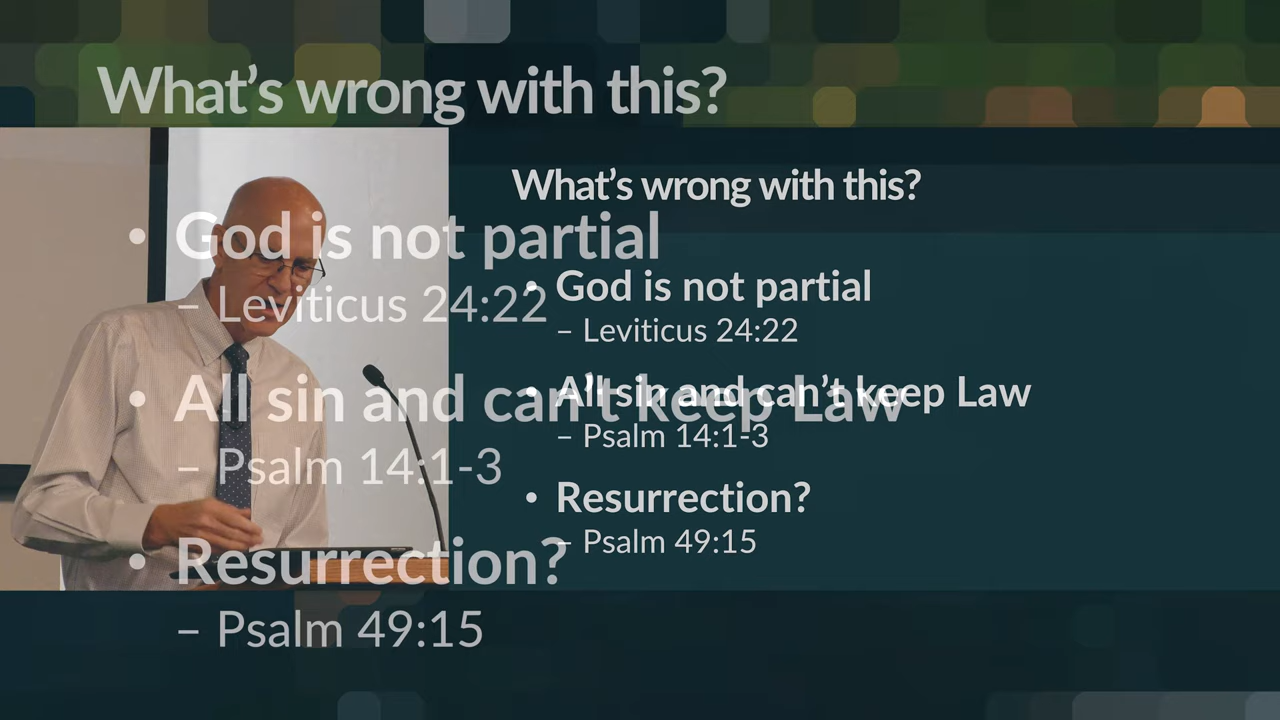 What’s wrong with this?
• God is not partial
– Leviticus 24:22
• All sin and can’t keep Law
– Psalm 14:1-3
• Resurrection?
– Psalm 49:15
What’s wrong with this?
• God is not partial
– Leviticus 24:22
• All sin and can’t keep Law
– Psalm 14:1-3
• Resurrection?
– Psalm 49:15